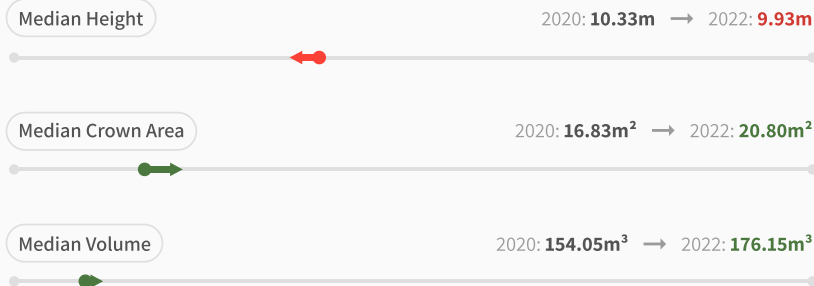 Median Height 2020: 10.33m → 2022: 9.93m
Median Crown Area 2020: 16.83m² → 2022: 20.80m²
Median Volume 2020: 154.05m³ → 2022: 176.15m³